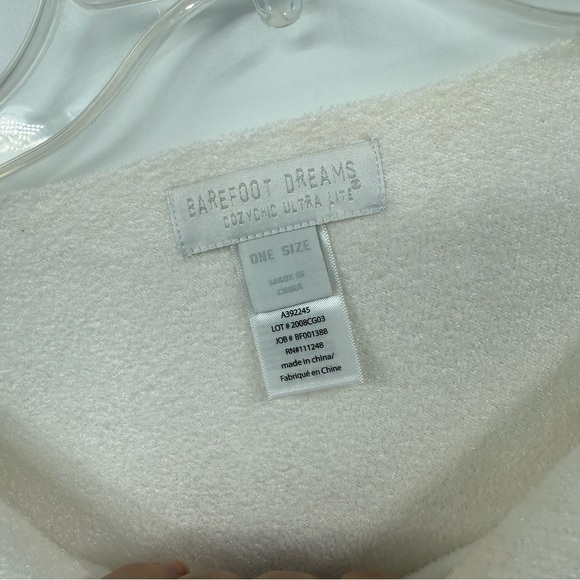 BAREFOOT DREAMS
COZYCHIC ULTRA LITE®
ONE SIZE
MADE IN
CHINA
A392245
LOT # 2008CG03
JOB # BF001388
RN#111248
made in china/
Fabriqué en Chine